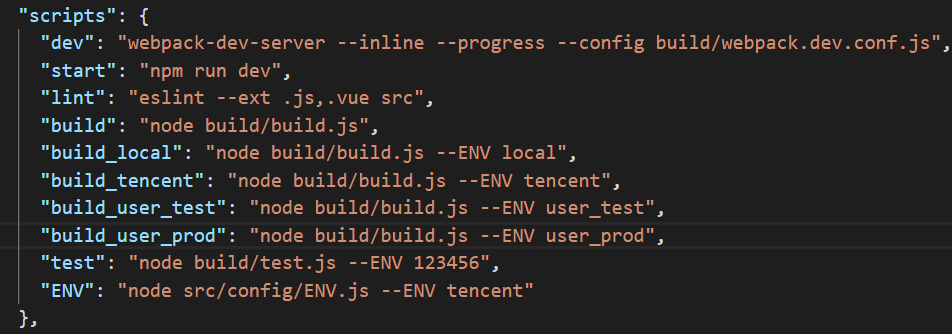 "scripts": {
"dev": "webpack-dev-server --inline --progress --config build/webpack.dev.conf.js",
"start": "npm run dev",
"lint": "eslint --ext .js,.vue src",
"build": "node build/build.js",
"build_local": "node build/build.js --ENV local",
"build_tencent": "node build/build.js --ENV tencent",
"build_user_test": "node build/build.js --ENV user_test",
"build_user_prod": "node build/build.js --ENV user_prod",
"test": "node build/test.js --ENV 123456",
"ENV": "node src/config/ENV.js --ENV tencent"
},